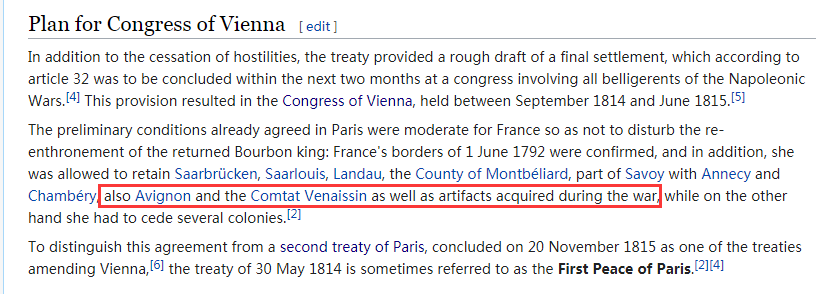 Plan for Congress of Vienna [ edit ]
In addition to the cessation of hostilities, the treaty provided a rough draft of a final settlement, which according to
article 32 was to be concluded within the next two months at a congress involving all belligerents of the Napoleonic
Wars.[4] This provision resulted in the Congress of Vienna, held between September 1814 and June 1815.[5]
The preliminary conditions already agreed in Paris were moderate for France so as not to disturb the re-
enthronement of the returned Bourbon king: France's borders of 1 June 1792 were confirmed, and in addition, she
was allowed to retain Saarbrücken, Saarlouis, Landau, the County of Montbéliard, part of Savoy with Annecy and
Chambéry, also Avignon and the Comtat Venaissin as well as artifacts acquired during the war, while on the other
hand she had to cede several colonies.[2]
To distinguish this agreement from a second treaty of Paris, concluded on 20 November 1815 as one of the treaties
amending Vienna,[6] the treaty of 30 May 1814 is sometimes referred to as the First Peace of Paris.[2][4]